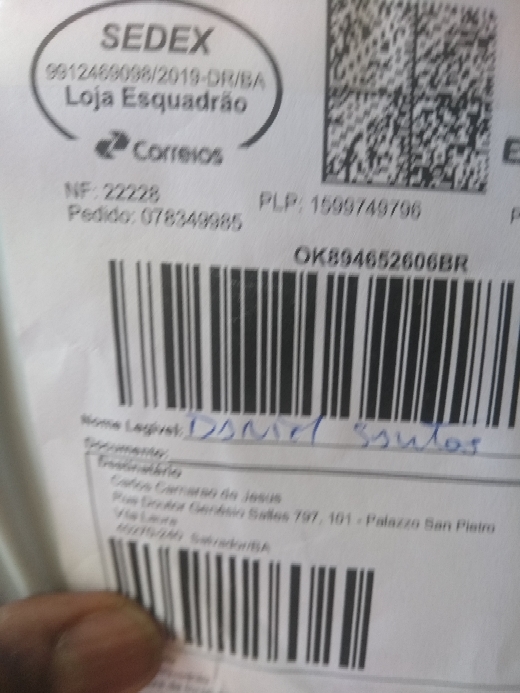 SEDEX
9912469098/2019-DR/BA
Loja Esquadrão
Correios
E
NF: 22228
PLP: 1599749796
Pedido: 078349985
P
OK894652606BR
Nome Legível: Daniel Santos
Documento:
Destinatário
Carlos Camarão de Jesus
Rua Doutor Genésio Salles 797, 101 - Palazzo San Pietro
Vila Laura
40270-240 Salvador/BA